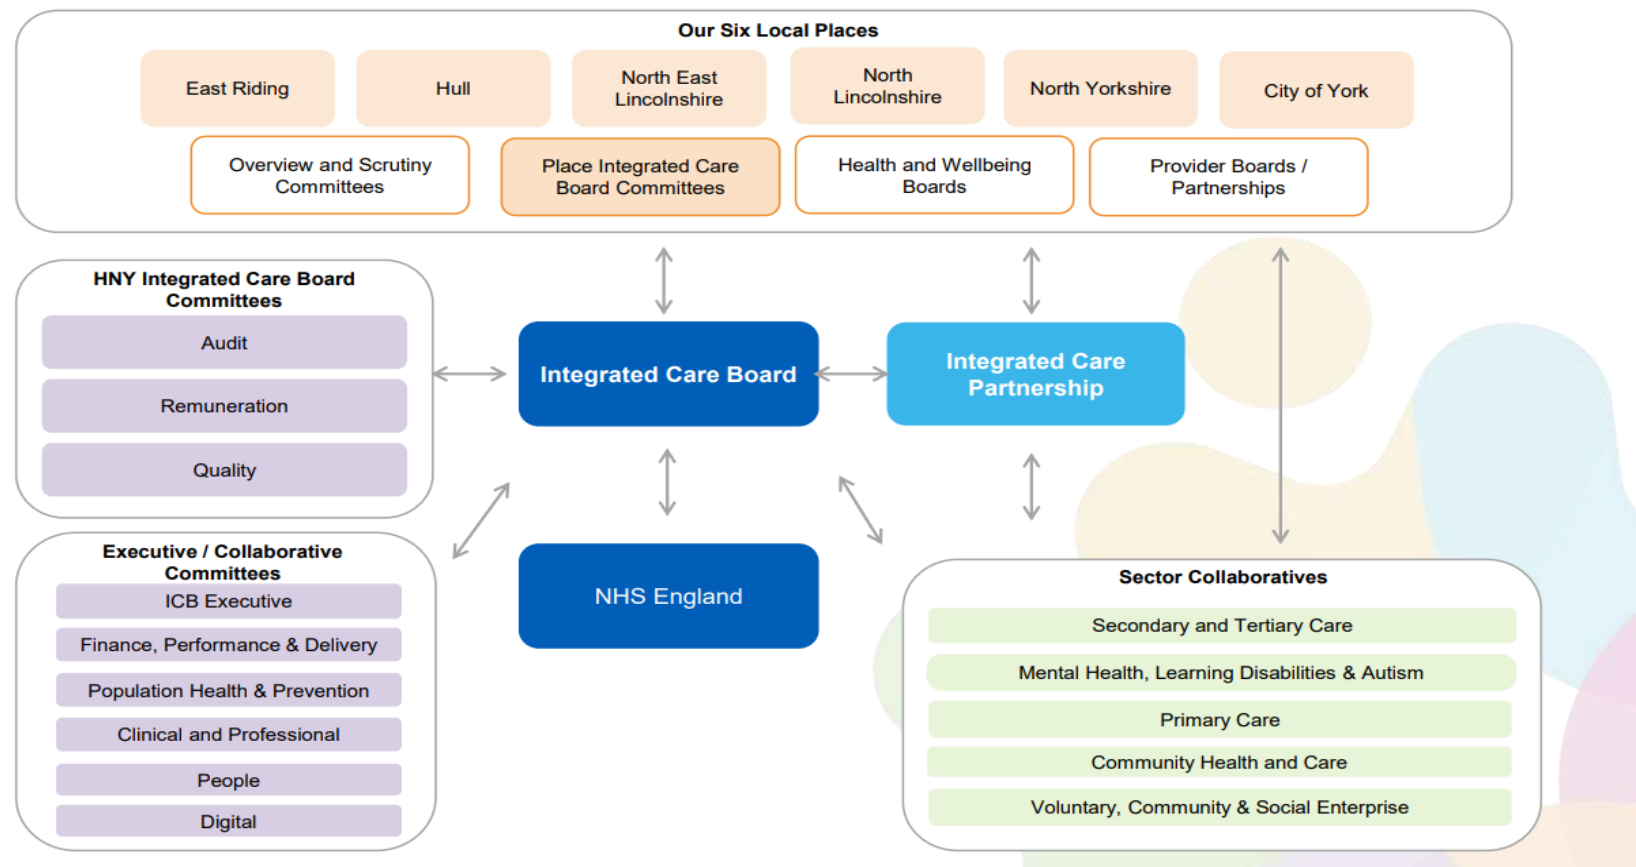 Our Six Local Places
East Riding
Hull
North East
Lincolnshire
North
Lincolnshire
North Yorkshire
City of York
Overview and Scrutiny
Committees
Place Integrated Care
Board Committees
Health and Wellbeing
Boards
Provider Boards /
Partnerships
HNY Integrated Care Board
Committees
Audit
Remuneration
Quality
Integrated Care Board
Integrated Care
Partnership
Executive / Collaborative
Committees
ICB Executive
Finance, Performance & Delivery
Population Health & Prevention
Clinical and Professional
People
Digital
NHS England
Sector Collaboratives
Secondary and Tertiary Care
Mental Health, Learning Disabilities & Autism
Primary Care
Community Health and Care
Voluntary, Community & Social Enterprise